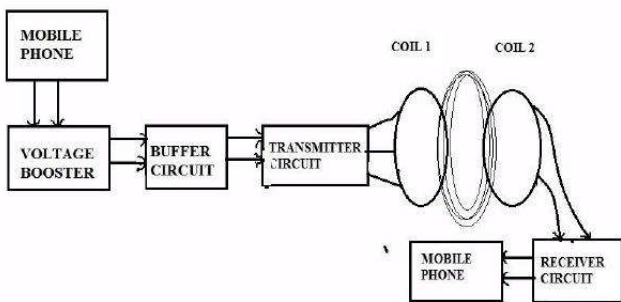 MOBILE
PHONE
COIL 1
COIL 2
VOLTAGE
BOOSTER
BUFFER
CIRCUIT
TRANSMITTER
CIRCUIT
MOBILE
PHONE
RECEIVER
CIRCUIT